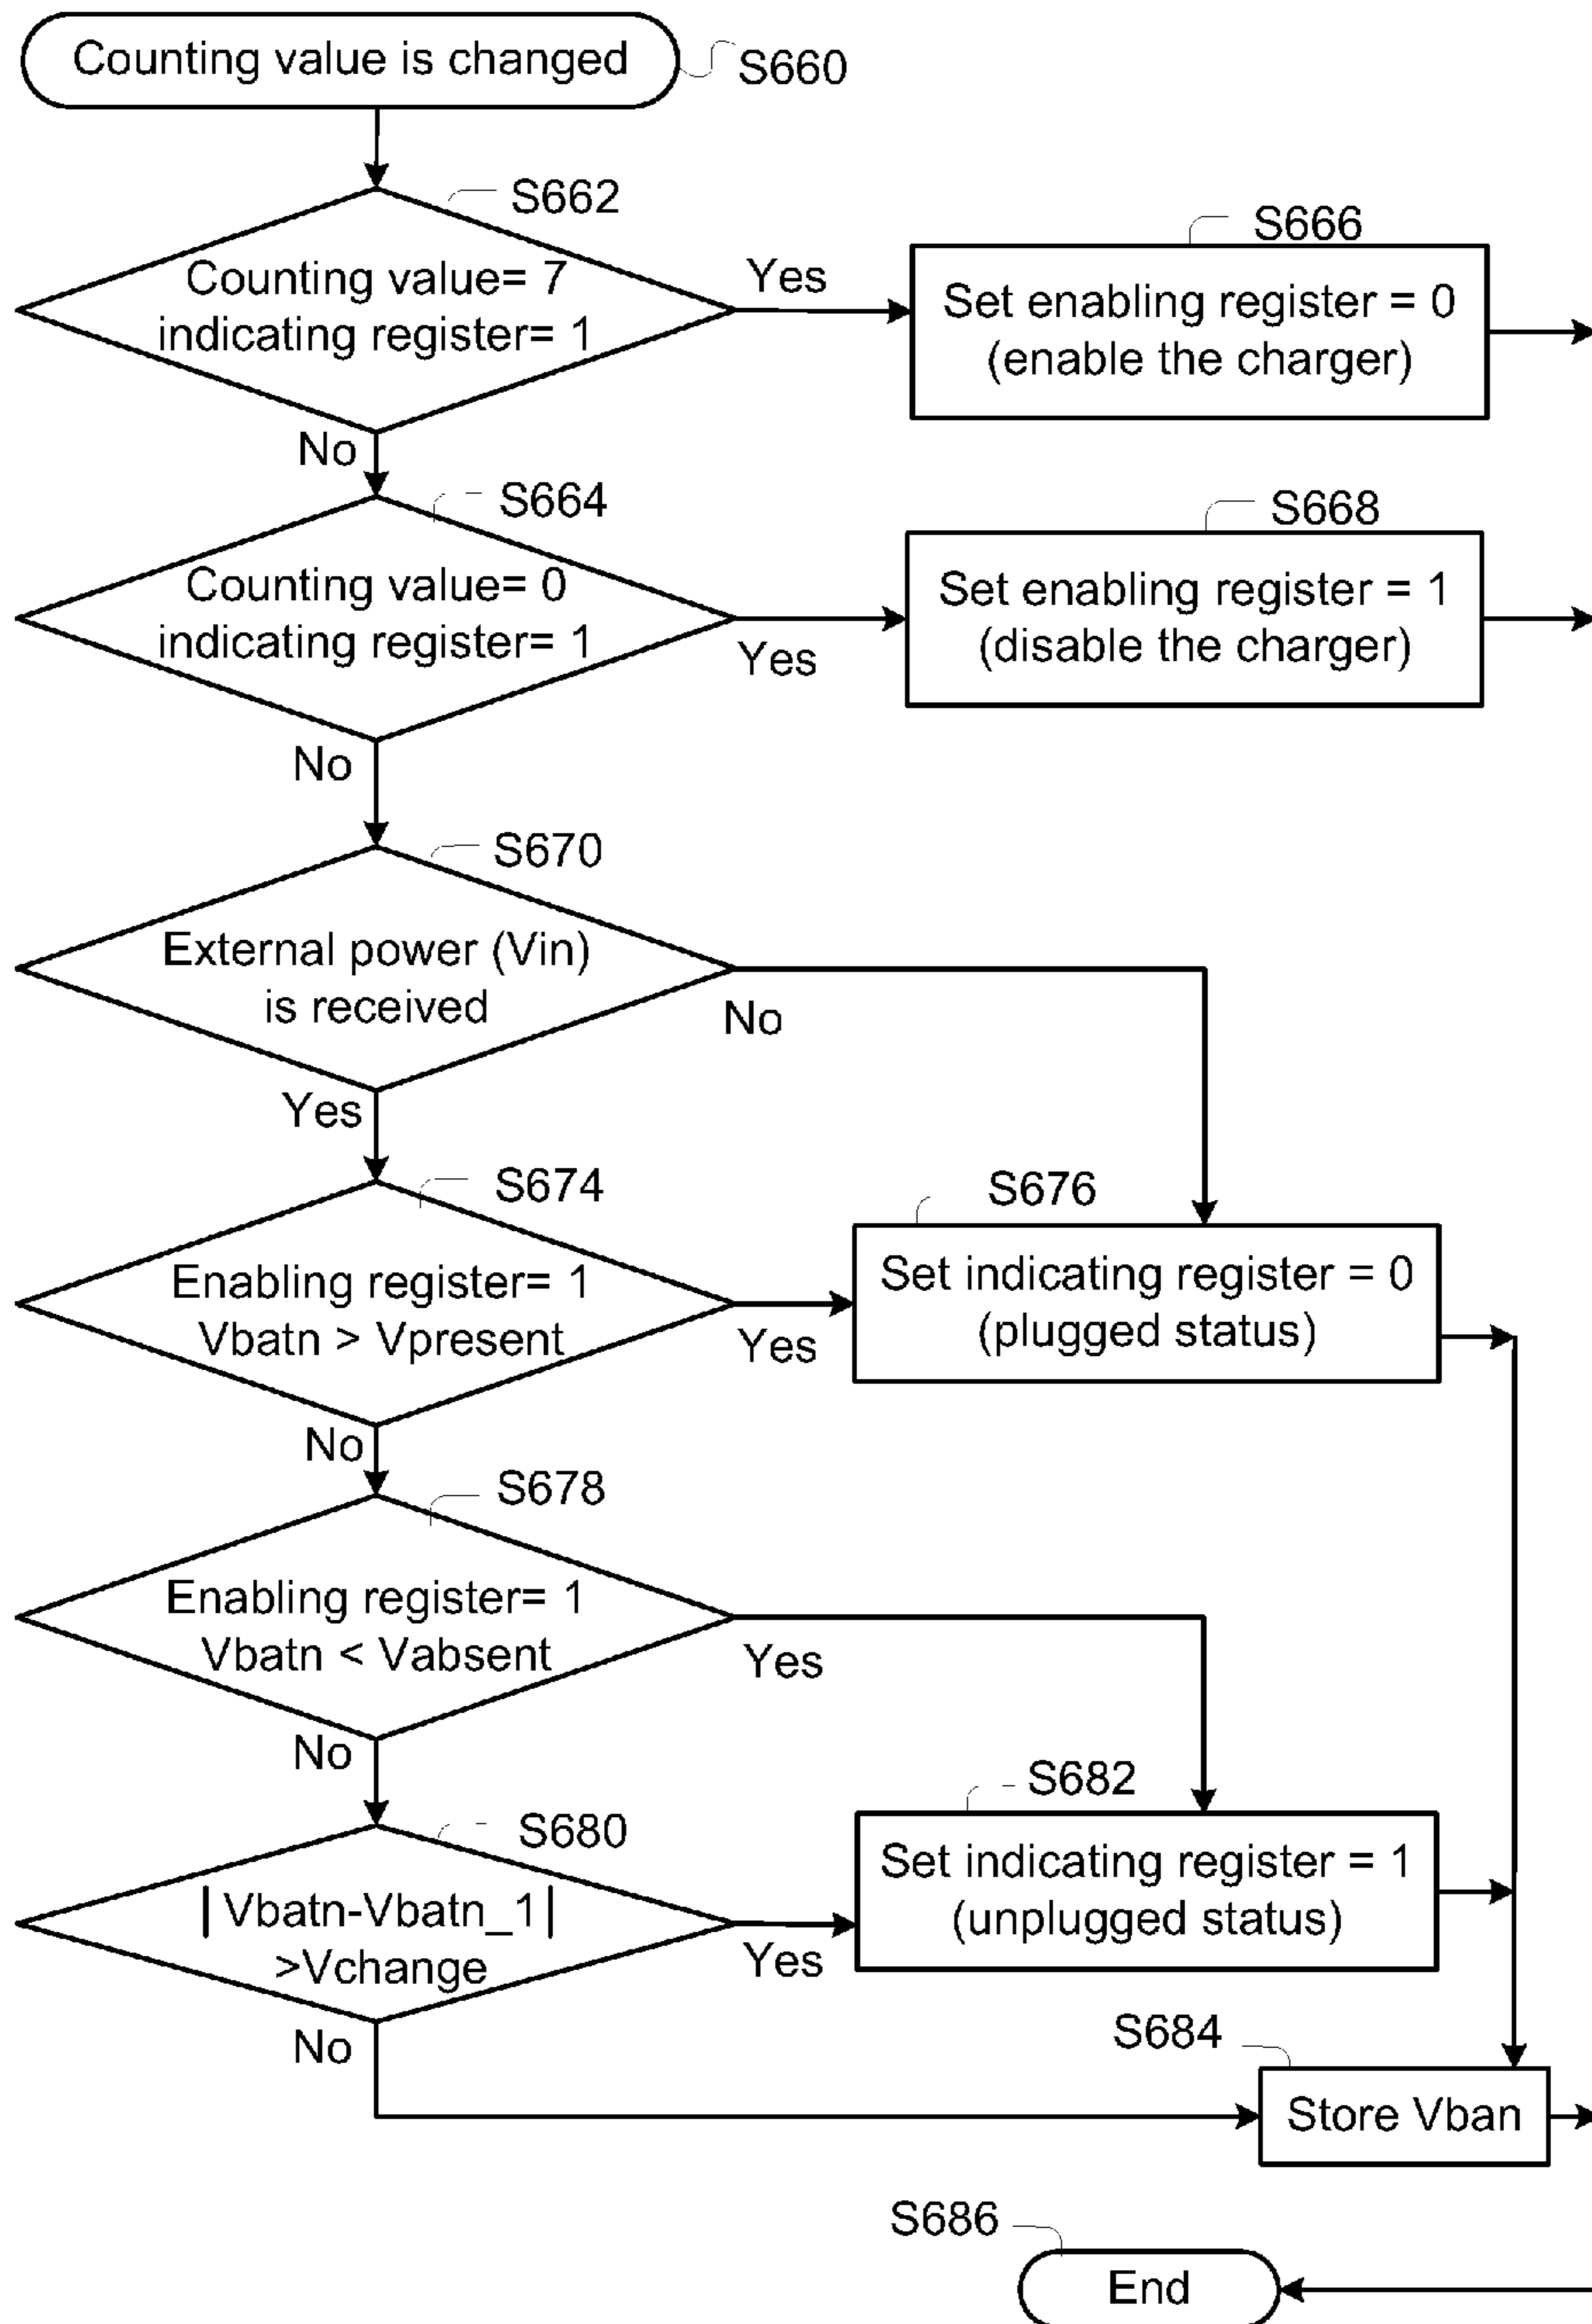 Counting value is changed
S660
S662
Counting value= 7
indicating register= 1
Yes
No
S666
Set enabling register = 0
(enable the charger)
S664
Counting value= 0
indicating register= 1
Yes
No
S668
Set enabling register = 1
(disable the charger)
S670
External power (Vin)
is received
No
Yes
S674
Enabling register= 1
Vbatn > Vpresent
Yes
No
S676
Set indicating register = 0
(plugged status)
S678
Enabling register= 1
Vbatn < Vabsent
Yes
No
S680
|Vbatn-Vbatn_1|
>Vchange
Yes
No
S682
Set indicating register = 1
(unplugged status)
S684
Store Vban
S686
End